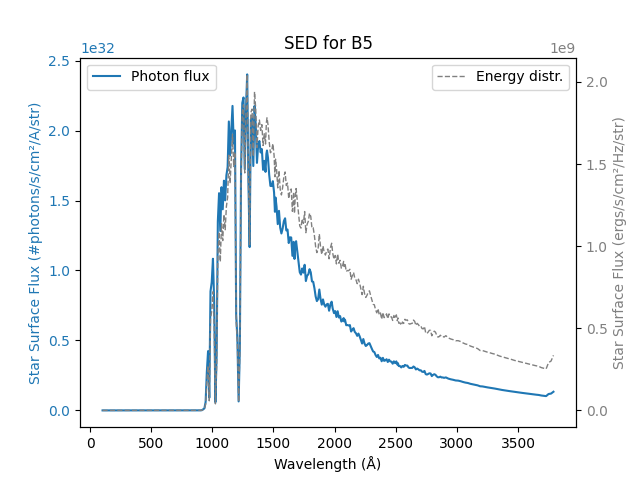 SED for B5
1e32
1e9
Photon flux
Energy distr.
Star Surface Flux (#photons/s/cm²/A/str)
2.5
2.0
1.5
1.0
0.5
0.0
2.0
1.5
1.0
0.5
0.0
Star Surface Flux (ergs/s/cm²/Hz/str)
0 500 1000 1500 2000 2500 3000 3500
Wavelength (Å)